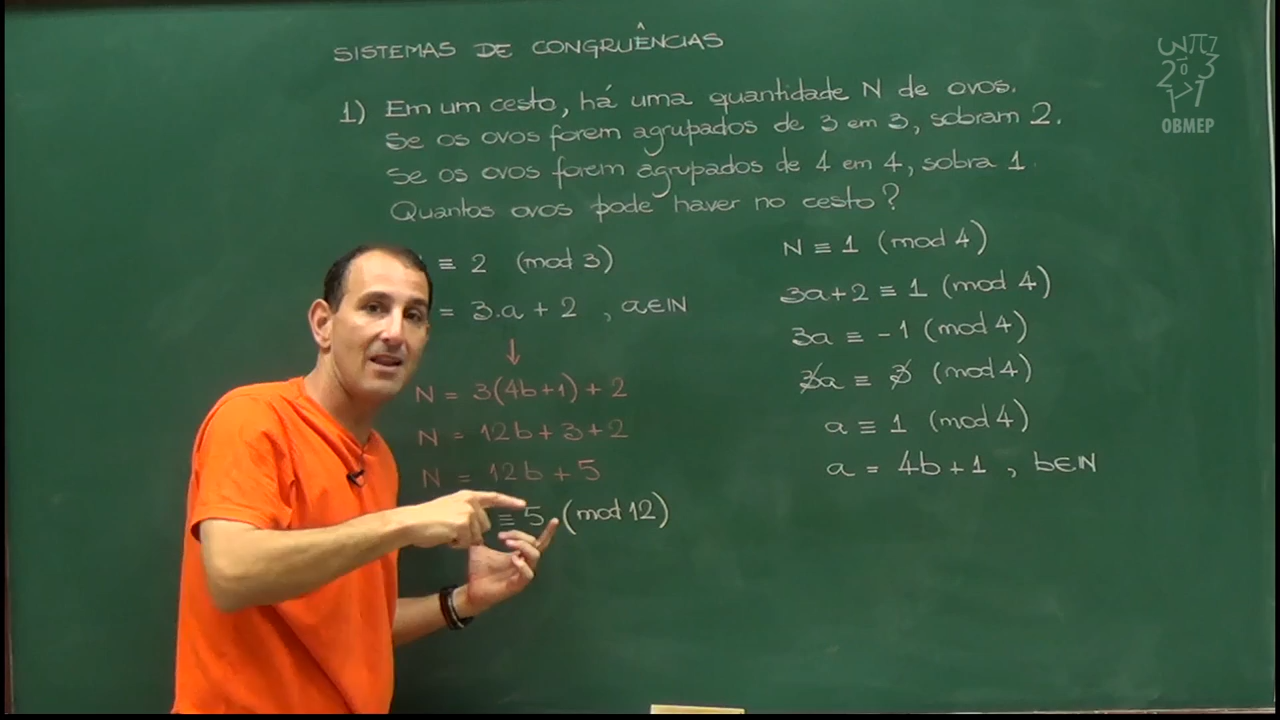 SISTEMAS DE CONGRUÊNCIAS
1) Em um cesto, há uma quantidade N de ovos.
Se os ovos forem agrupados de 3 em 3, sobram 2.
Se os ovos forem agrupados de 4 em 4, sobra 1.
Quantos ovos pode haver no cesto?
≡ 2 (mod 3)
= 3.a + 2 , a∈IN
↓
N = 3(4b+1) + 2
N = 12b + 3 + 2
N = 12b + 5
≡ 5 (mod 12)
N ≡ 1 (mod 4)
3a+2 ≡ 1 (mod 4)
3a ≡ -1 (mod 4)
3a ≡ 3 (mod 4)
a ≡ 1 (mod 4)
a = 4b+1 , b∈IN
OBMEP